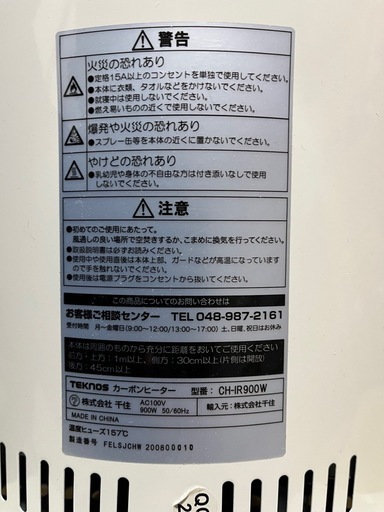 警告
火災の恐れあり
●定格15A以上のコンセントを単独で使用してください。
●本体に衣類、タオルなどをかけないでください。
●就寝中は使用しないでください。
●燃え易いものの近くで使用しないでください。
爆発や火災の恐れあり
●スプレー缶等を本体の近くに置かないでください。
やけどの恐れあり
●乳幼児や身体の不自由な方は付き添いなしで使用
しないでください。
注意
●初めてのご使用にあたって。
風通しの良い場所で空焚きするか、こまめに換気を行てください。
●取扱説明書は必ずお読みください。
●使用中や使用直後は本体上部、ガードなどが高温になっています
ので手を触れないでください。
●使用後は電源プラグをコンセントから抜いてください。
この商品についてのお問い合わせは
お客様ご相談センター TEL 048-987-2161
受付時間 月〜金曜日(9:00〜12:00/13:00〜17:00) 土、日曜、祝日はお休み
本体は周囲のものから充分に距離をおいてご使用ください
前方・上方:1m以上、側方:30cm以上(片側は開放)
後方:45cm以上
TEKNOS カーボンヒーター 型番: CH-IR900W
株式会社 千住 AC100V 900W 50/60Hz 輸入元: 株式会社 千住
MADE IN CHINA
温度ヒューズ157℃
製造番号 FELSJCHW 200800010
QC
2